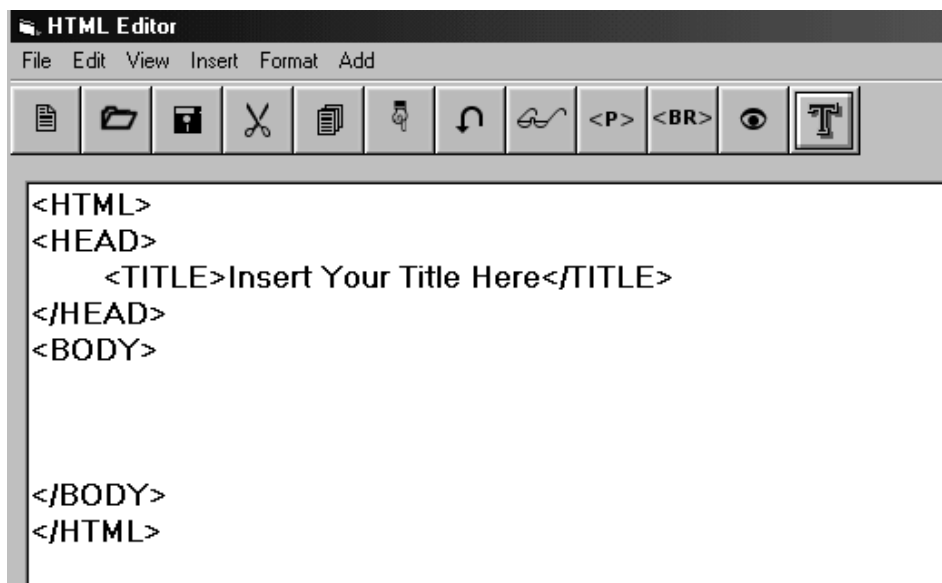 HTML Editor
File Edit View Insert Format Add
<P> <BR> T
<HTML>
<HEAD>
<TITLE>Insert Your Title Here</TITLE>
</HEAD>
<BODY>
</BODY>
</HTML>